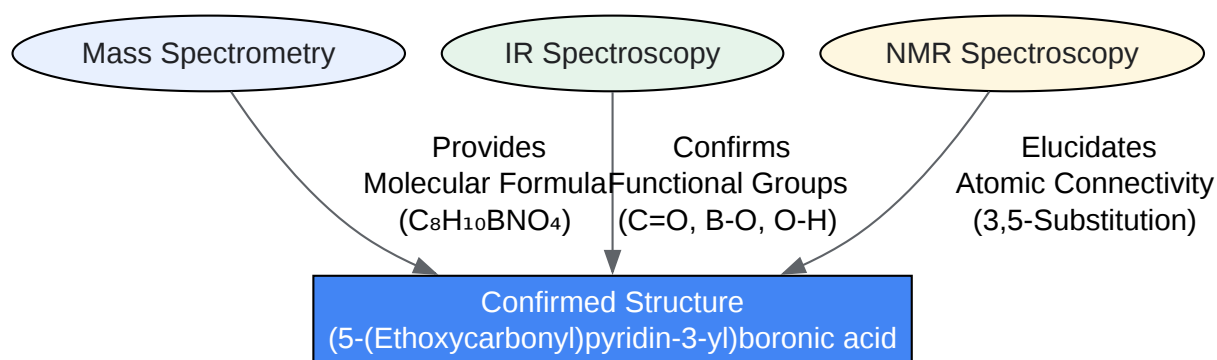 Mass Spectrometry
IR Spectroscopy
NMR Spectroscopy
Provides
Molecular Formula
(C₈H₁₀BNO₄)
Confirms
Functional Groups
(C=O, B-O, O-H)
Elucidates
Atomic Connectivity
(3,5-Substitution)
Confirmed Structure
(5-(Ethoxycarbonyl)pyridin-3-yl)boronic acid